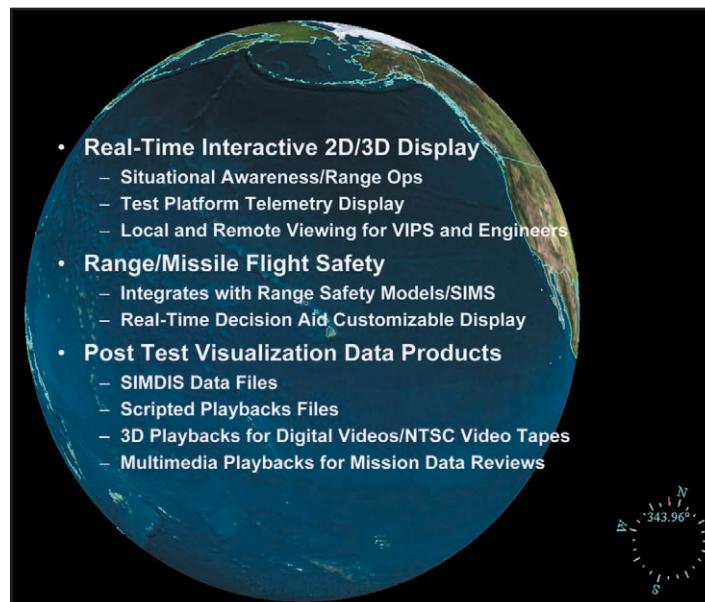 • Real-Time Interactive 2D/3D Display
– Situational Awareness/Range Ops
– Test Platform Telemetry Display
– Local and Remote Viewing for VIPS and Engineers
• Range/Missile Flight Safety
– Integrates with Range Safety Models/SIMS
– Real-Time Decision Aid Customizable Display
• Post Test Visualization Data Products
– SIMDIS Data Files
– Scripted Playbacks Files
– 3D Playbacks for Digital Videos/NTSC Video Tapes
– Multimedia Playbacks for Mission Data Reviews
N
343.96°
W
S